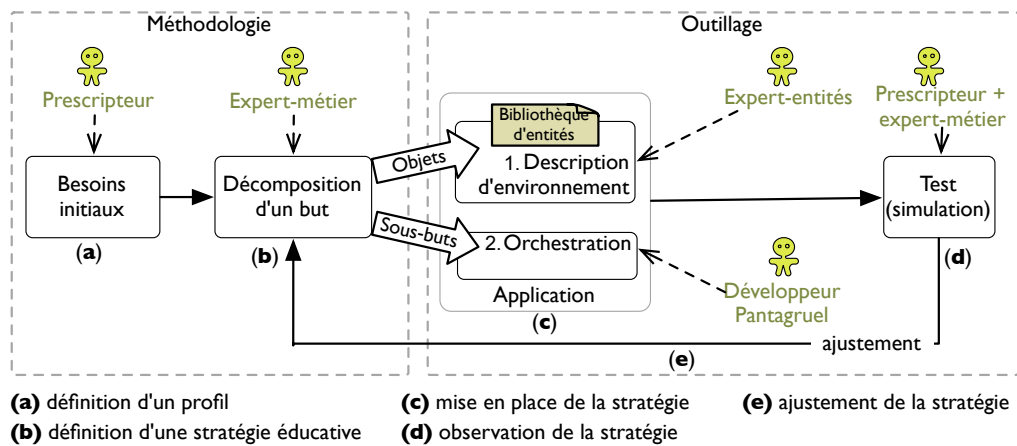 Méthodologie
Outillage
Prescripteur
Expert-métier
Expert-entités
Prescripteur +
expert-métier
Bibliothèque
d'entités
Objets
1. Description
d'environnement
Besoins
initiaux
Décomposition
d'un but
Test
(simulation)
Sous-buts
2. Orchestration
(a)
(b)
(d)
Application
Développeur
Pantagruel
(c)
ajustement
(e)
(a) définition d'un profil
(c) mise en place de la stratégie
(e) ajustement de la stratégie
(b) définition d'une stratégie éducative
(d) observation de la stratégie